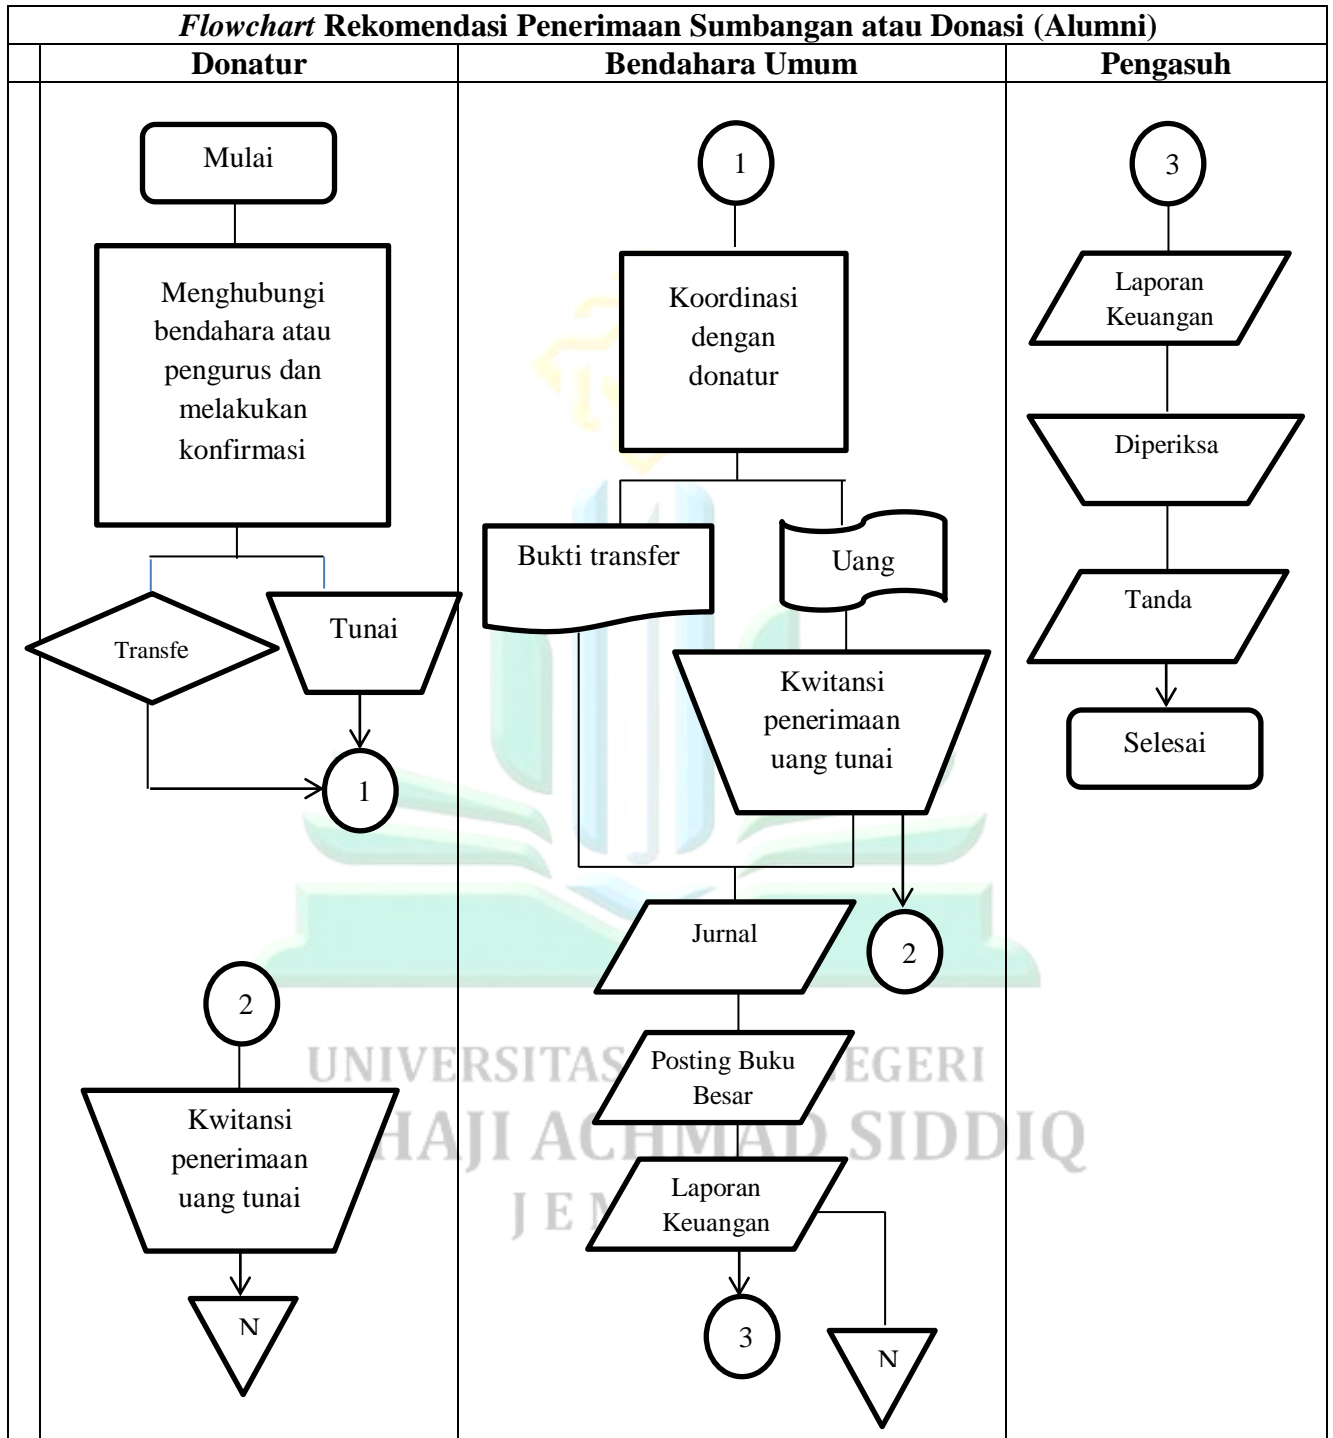 Flowchart Rekomendasi Penerimaan Sumbangan atau Donasi (Alumni)
Donatur
Bendahara Umum
Pengasuh
Mulai
Menghubungi
bendahara atau
pengurus dan
melakukan
konfirmasi
Transfe
Tunai
1
2
Kwitansi
penerimaan
uang tunai
N
1
Koordinasi
dengan
donatur
Bukti transfer
Uang
Kwitansi
penerimaan
uang tunai
Jurnal
2
Posting Buku
Besar
Laporan
Keuangan
3
N
3
Laporan
Keuangan
Diperiksa
Tanda
Selesai
UNIVERSITAS NEGERI
HAJI ACHMAD SIDDIQ